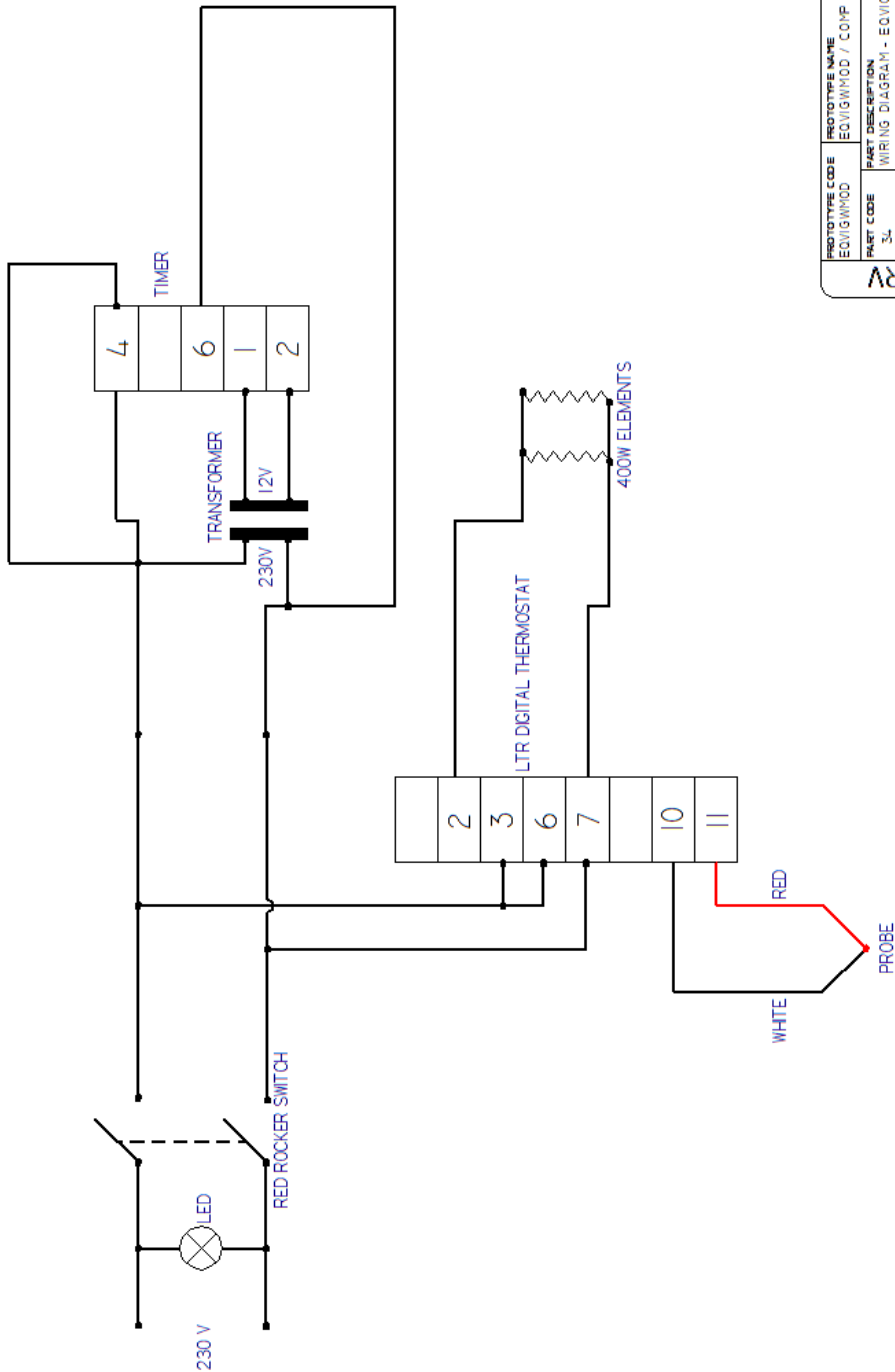 230 V
LED
RED ROCKER SWITCH
TRANSFORMER
230V
12V
TIMER
4
6
1
2
LTR DIGITAL THERMOSTAT
2
3
6
7
10
11
400W ELEMENTS
WHITE
RED
PROBE
PROTOTYPE CODE
EQVIGWMOD
PROTOTYPE NAME
EQVIGWMOD / COMP
PART CODE
34
PART DESCRIPTION
WIRING DIAGRAM -